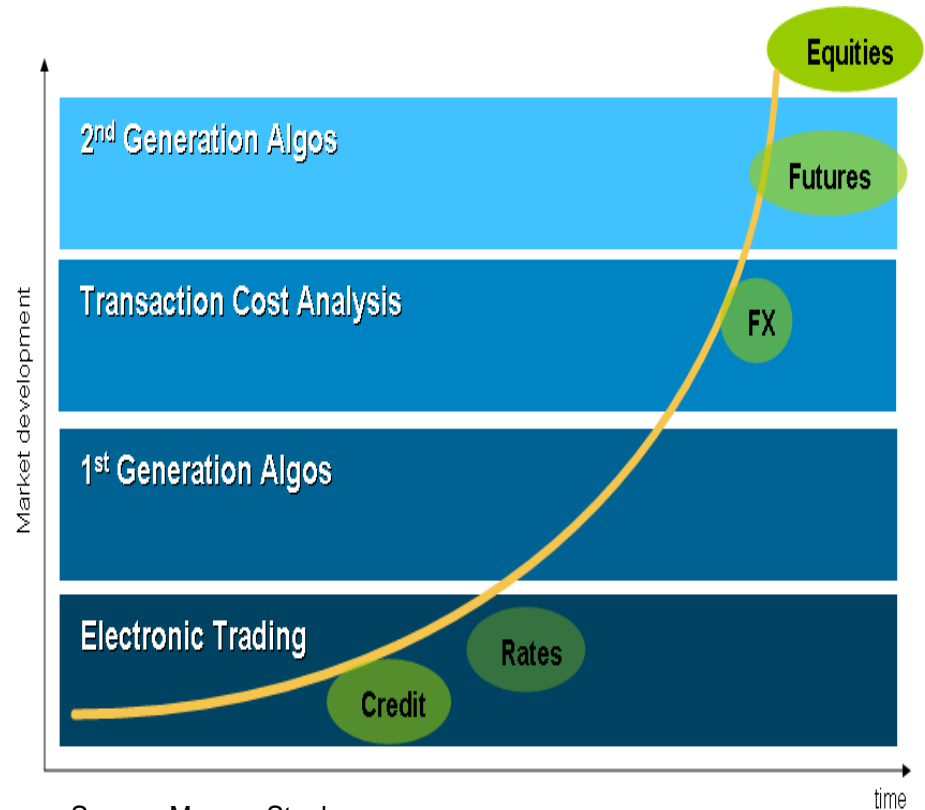 Equities
2nd Generation Algos
Futures
Transaction Cost Analysis
FX
Market development
1st Generation Algos
Electronic Trading
Rates
Credit
time